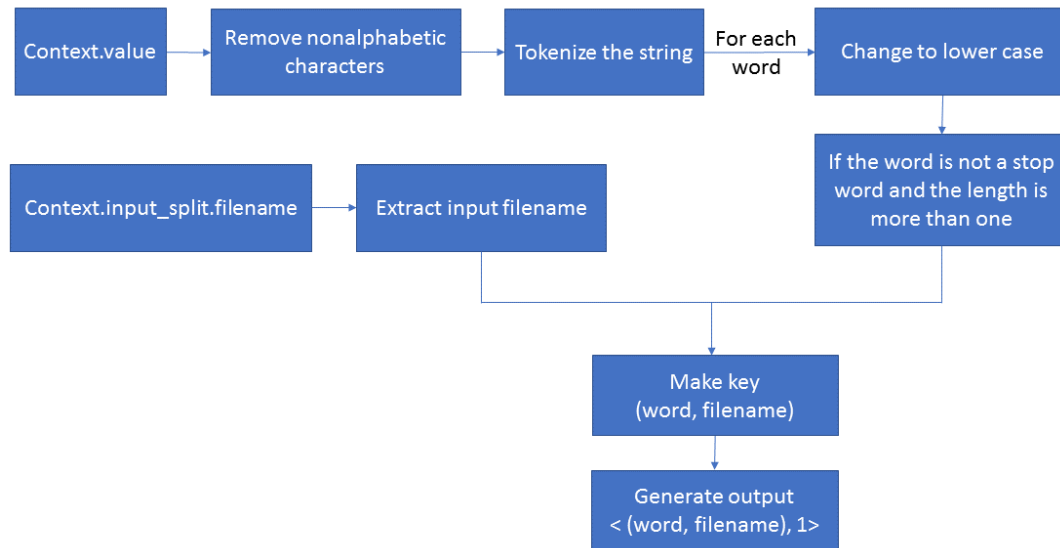 Context.value
Remove nonalphabetic
characters
Tokenize the string
For each
word
Change to lower case
If the word is not a stop
word and the length is
more than one
Context.input_split.filename
Extract input filename
Make key
(word, filename)
Generate output
< (word, filename), 1>